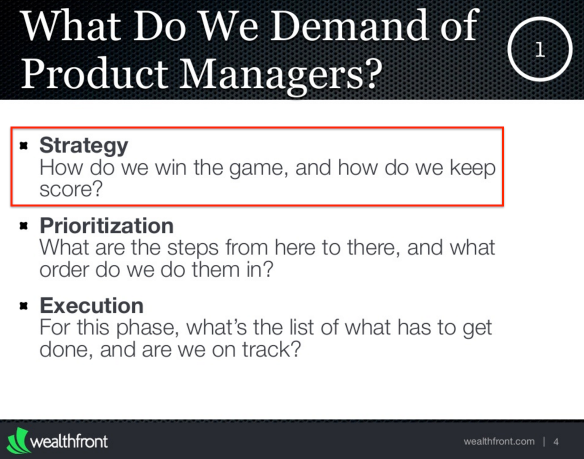 What Do We Demand of
Product Managers?
1
Strategy
How do we win the game, and how do we keep
score?
Prioritization
What are the steps from here to there, and what
order do we do them in?
Execution
For this phase, what’s the list of what has to get
done, and are we on track?
wealthfront
wealthfront.com | 4